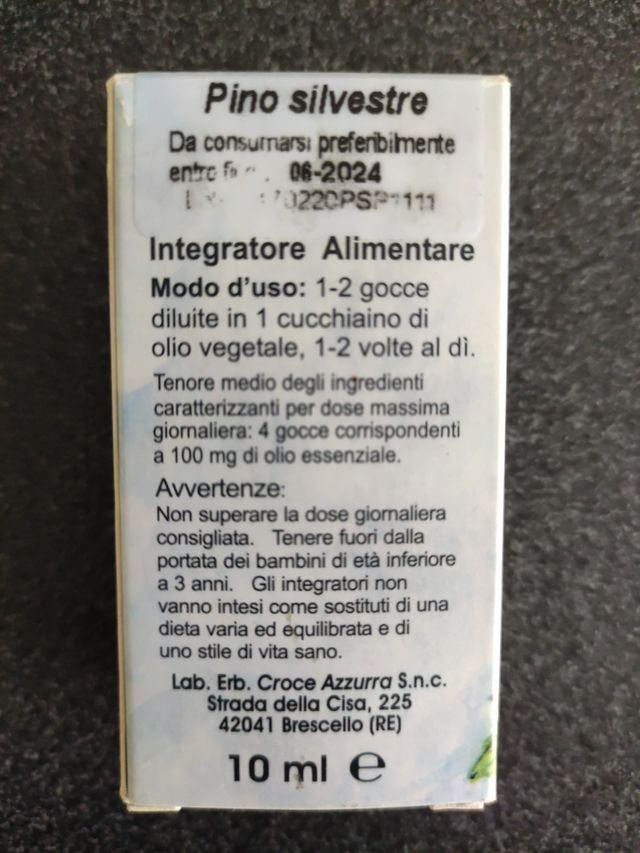 Pino silvestre
Da consumarsi preferibilmente
entro 06-2024
Integratore Alimentare
Modo d'uso: 1-2 gocce
diluite in 1 cucchiaino di
olio vegetale, 1-2 volte al dì.
Tenore medio degli ingredienti
caratterizzanti per dose massima
giornaliera: 4 gocce corrispondenti
a 100 mg di olio essenziale.
Avvertenze:
Non superare la dose giornaliera
consigliata. Tenere fuori dalla
portata dei bambini di età inferiore
a 3 anni. Gli integratori non
vanno intesi come sostituti di una
dieta varia ed equilibrata e di
uno stile di vita sano.
Lab. Erb. Croce Azzurra S.n.c.
Strada della Cisa, 225
42041 Brescello (RE)
10 ml e